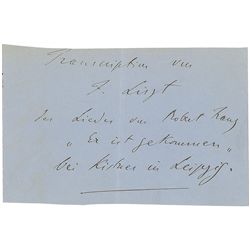 Transcription von
F. Liszt
des Liedes von Robert Franz
„Er ist gekommen"
bei Kistner in Leipzig.